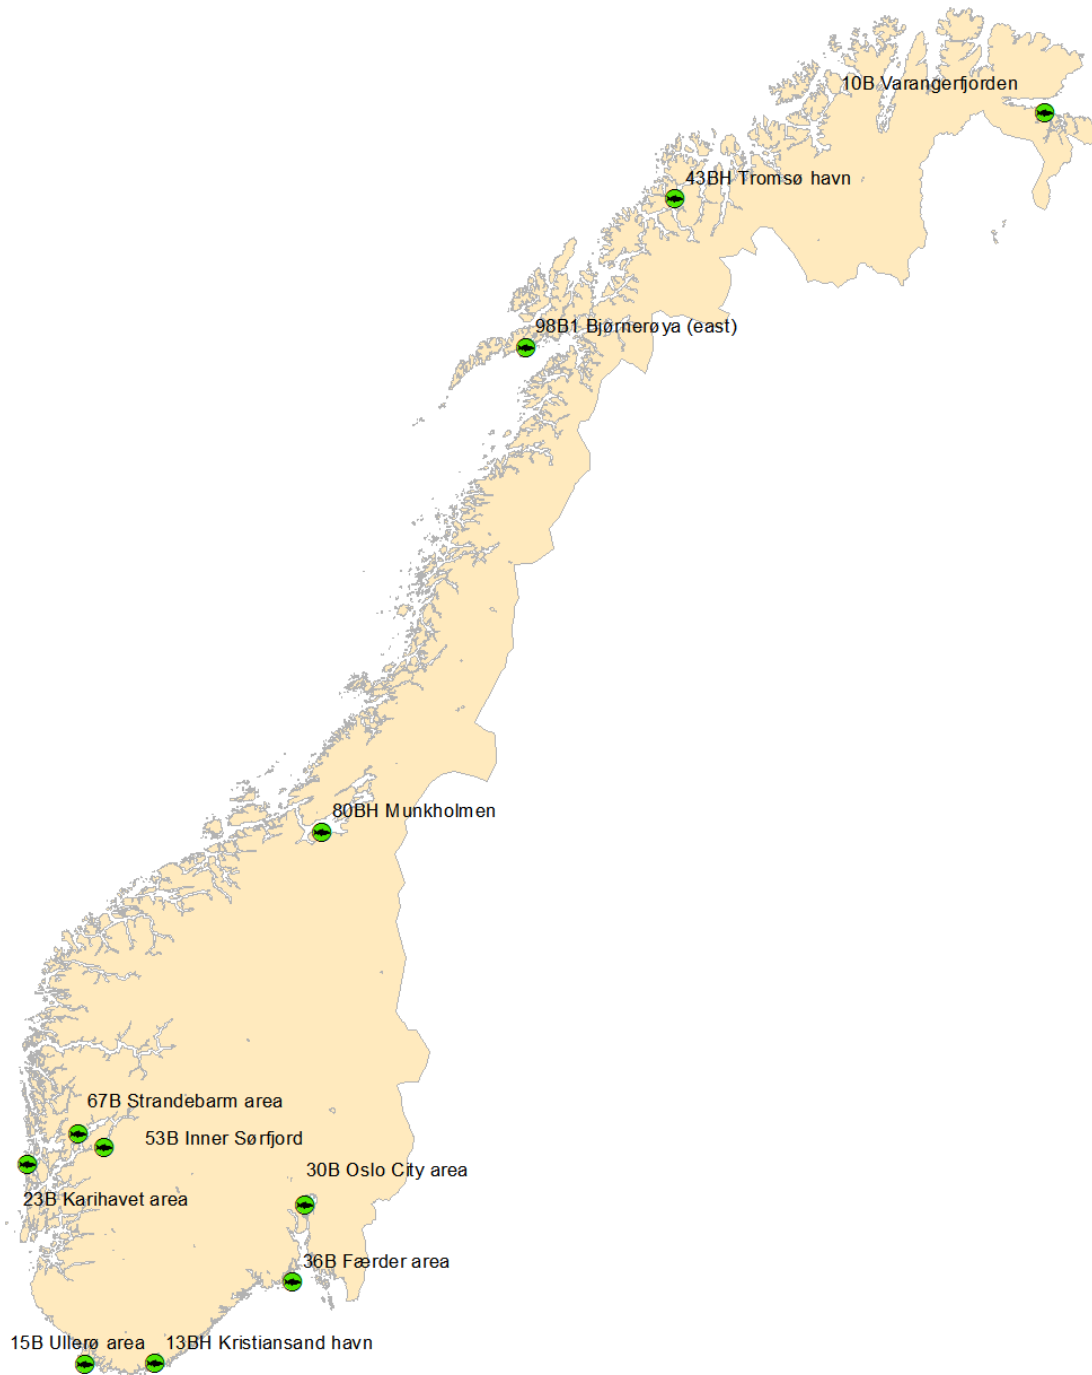 10B Varangerfjorden
43BH Tromsø havn
98B1 Bjørnerøya (east)
80BH Munkholmen
67B Strandebarm area
53B Inner Sørfjord
30B Oslo City area
23B Karihavet area
36B Færder area
15B Ullerø area
13BH Kristiansand havn